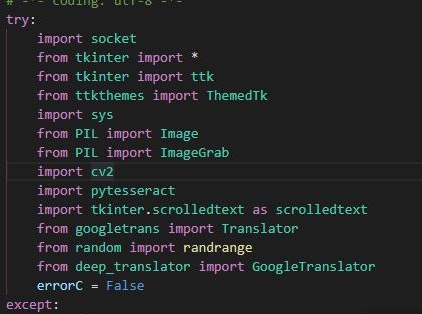 # -*- coding: utf-8 -*-
try:
    import socket
    from tkinter import *
    from tkinter import ttk
    from ttkthemes import ThemedTk
    import sys
    from PIL import Image
    from PIL import ImageGrab
    import cv2
    import pytesseract
    import tkinter.scrolledtext as scrolledtext
    from googletrans import Translator
    from random import randrange
    from deep_translator import GoogleTranslator
    errorC = False
except: